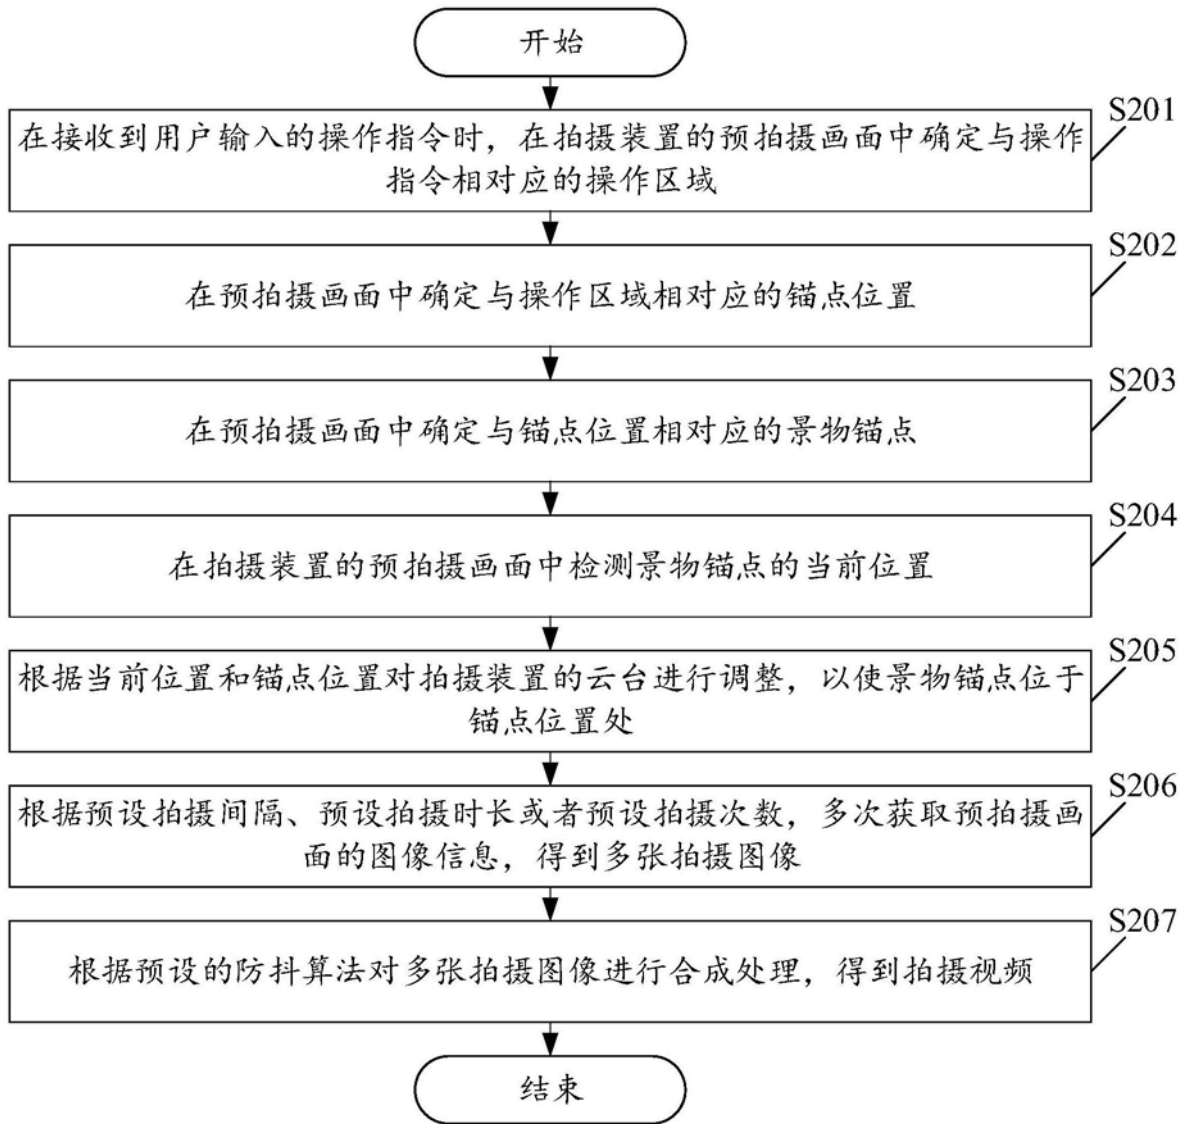 开始
S201
在接收到用户输入的操作指令时，在拍摄装置的预拍摄画面中确定与操作
指令相对应的操作区域
S202
在预拍摄画面中确定与操作区域相对应的锚点位置
S203
在预拍摄画面中确定与锚点位置相对应的景物锚点
S204
在拍摄装置的预拍摄画面中检测景物锚点的当前位置
S205
根据当前位置和锚点位置对拍摄装置的云台进行调整，以使景物锚点位于
锚点位置处
S206
根据预设拍摄间隔、预设拍摄时长或者预设拍摄次数，多次获取预拍摄画
面的图像信息，得到多张拍摄图像
S207
根据预设的防抖算法对多张拍摄图像进行合成处理，得到拍摄视频
结束